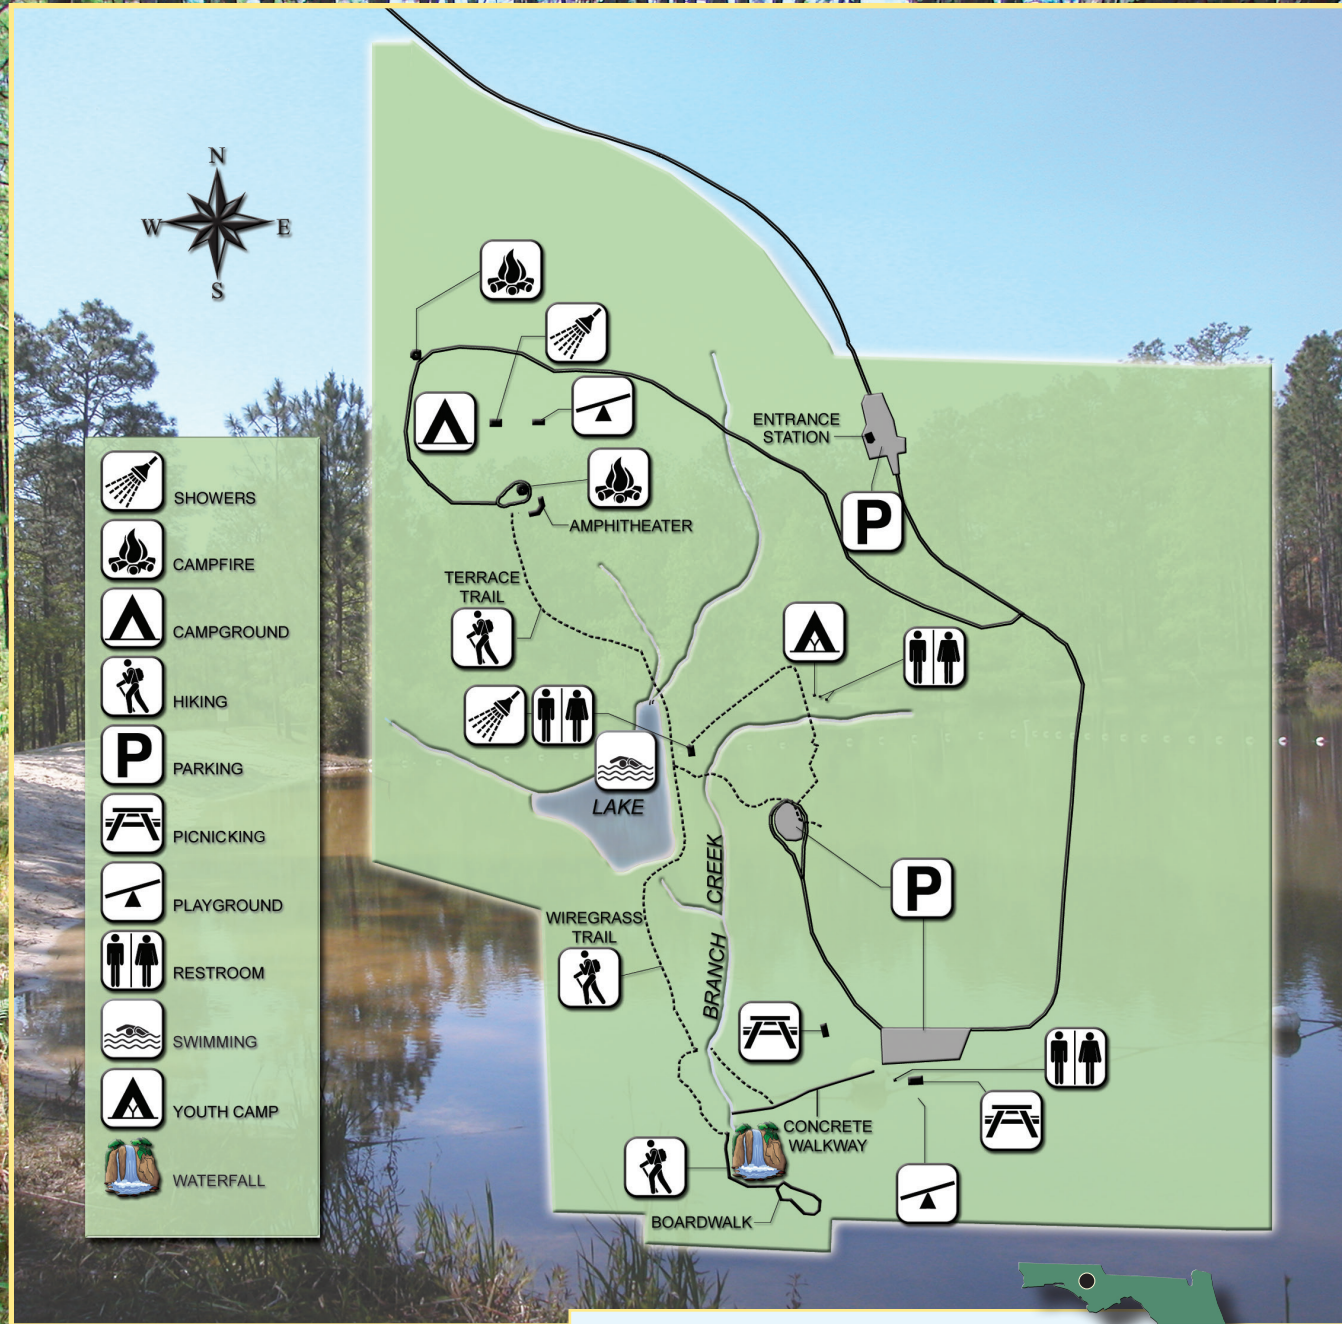 N
W
E
S
ENTRANCE
STATION
P
AMPHITHEATER
TERRACE
TRAIL
SHOWERS
CAMPFIRE
CAMPGROUND
HIKING
P
PARKING
PICNICKING
PLAYGROUND
RESTROOM
SWIMMING
YOUTH CAMP
WATERFALL
LAKE
BRANCH CREEK
P
WIREGRASS
TRAIL
CONCRETE
WALKWAY
BOARDWALK